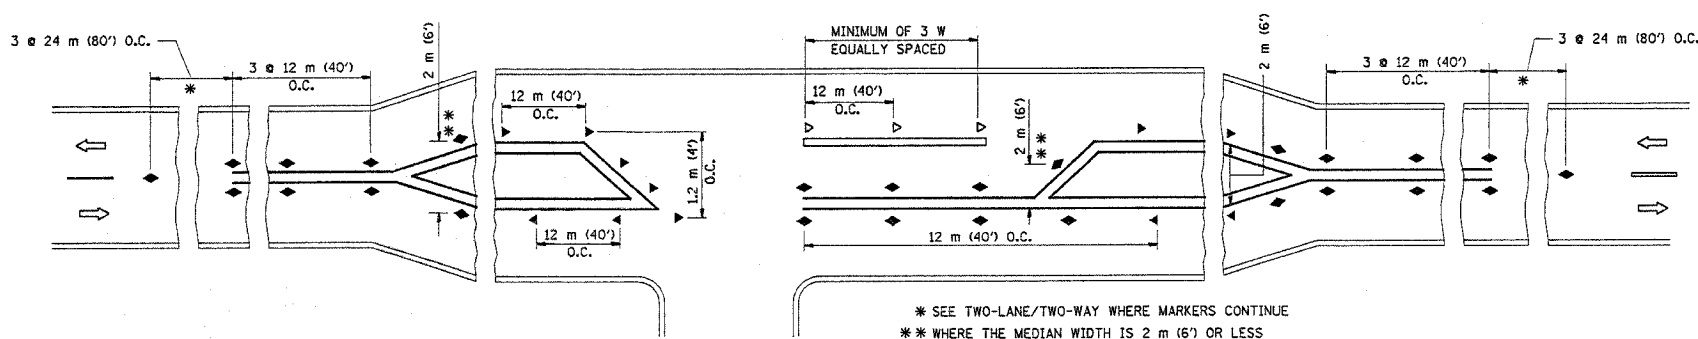 3 @ 24 m (80') O.C.
*
3 @ 12 m (40')
O.C.
2 m (6')
**
12 m (40')
O.C.
12 m (40')
O.C.
1.2 m (4')
O.C.
MINIMUM OF 3 W
EQUALLY SPACED
12 m (40')
O.C.
2 m (6')
**
12 m (40') O.C.
2 m (6')
3 @ 12 m (40')
O.C.
*
3 @ 24 m (80') O.C.
* SEE TWO-LANE/TWO-WAY WHERE MARKERS CONTINUE
** WHERE THE MEDIAN WIDTH IS 2 m (6') OR LESS